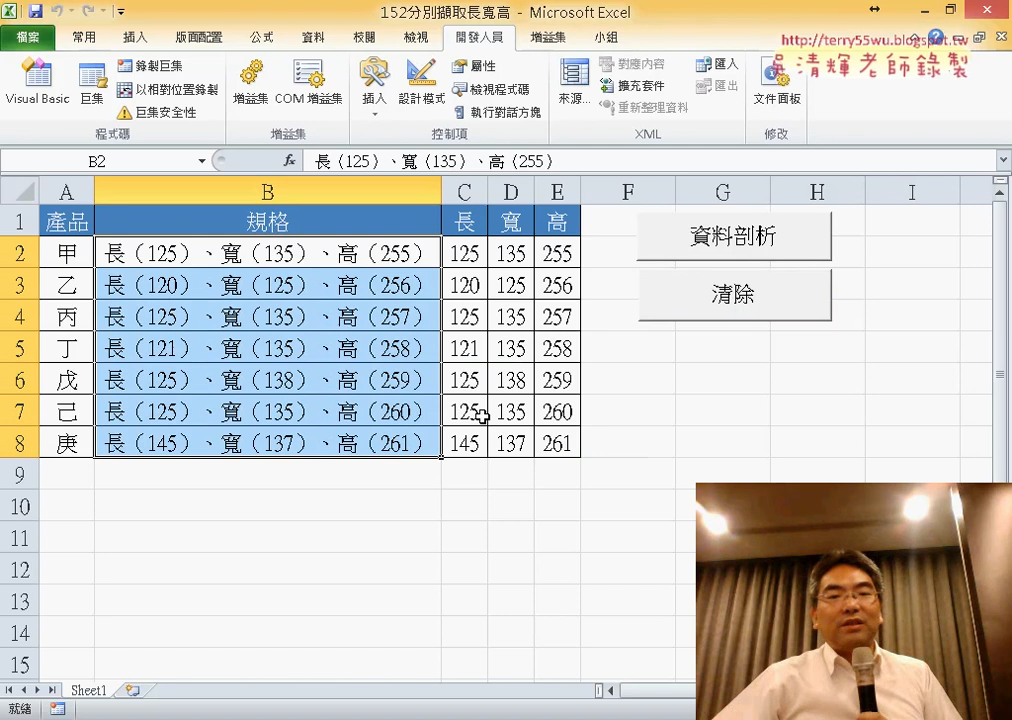 152分別擷取長寬高 - Microsoft Excel
檔案 常用 插入 版面配置 公式 資料 校閱 檢視 開發人員 增益集 小組
http://terry55wu.blogspot.tw
吳清輝老師錄製
Visual Basic 巨集 錄製巨集 以相對位置錄製 巨集安全性
增益集 COM 增益集
插入 設計模式 屬性 檢視程式碼 執行對話方塊
來源... 對應內容 擴充套件 重新整理資料 匯入 匯出
文件面板
程式碼 增益集 控制項 XML 修改
B2 fx 長（125）、寬（135）、高（255）
A B C D E F G H I
1 產品 規格 長 寬 高
2 甲 長（125）、寬（135）、高（255） 125 135 255
3 乙 長（120）、寬（125）、高（256） 120 125 256
4 丙 長（125）、寬（135）、高（257） 125 135 257
5 丁 長（121）、寬（135）、高（258） 121 135 258
6 戊 長（125）、寬（138）、高（259） 125 138 259
7 己 長（125）、寬（135）、高（260） 125 135 260
8 庚 長（145）、寬（137）、高（261） 145 137 261
9
10
11
12
13
14
15
資料剖析
清除
Sheet1
就緒